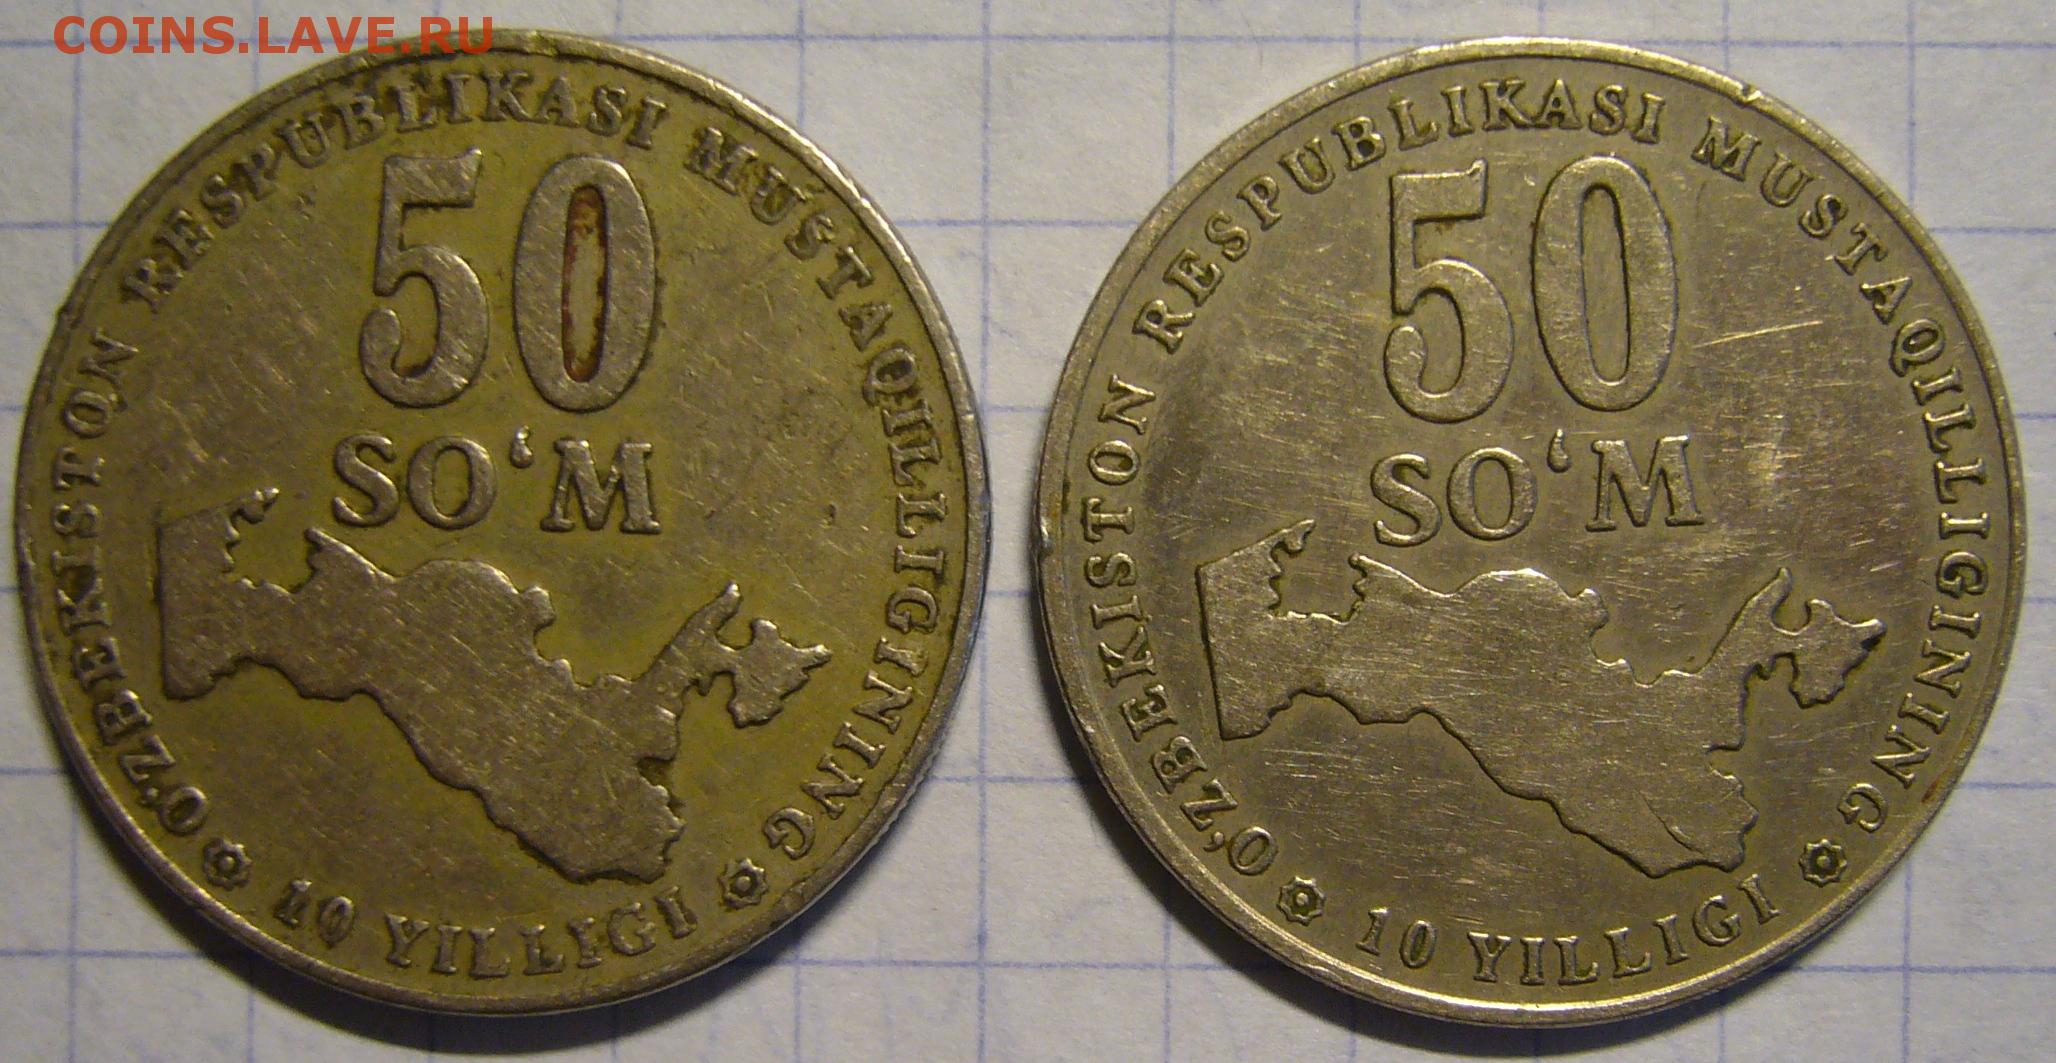 COINS.LAVE.RU
O‘ZBEKISTON RESPUBLIKASI MUSTAQILLIGINING
50
SO‘M
10 YILLIGI
O‘ZBEKISTON RESPUBLIKASI MUSTAQILLIGINING
50
SO‘M
10 YILLIGI